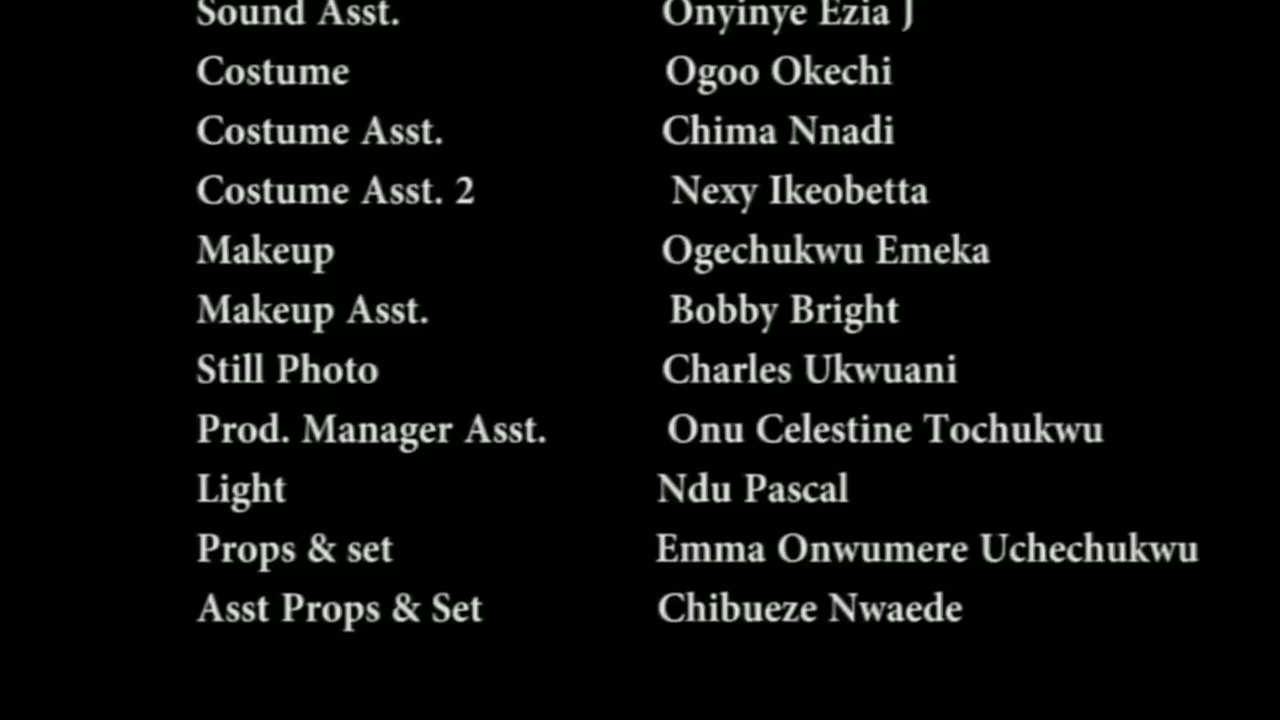 Sound Asst. Onyinye Ezia J
Costume Ogoo Okechi
Costume Asst. Chima Nnadi
Costume Asst. 2 Nexy Ikeobetta
Makeup Ogechukwu Emeka
Makeup Asst. Bobby Bright
Still Photo Charles Ukwuani
Prod. Manager Asst. Onu Celestine Tochukwu
Light Ndu Pascal
Props & set Emma Onwumere Uchechukwu
Asst Props & Set Chibueze Nwaede